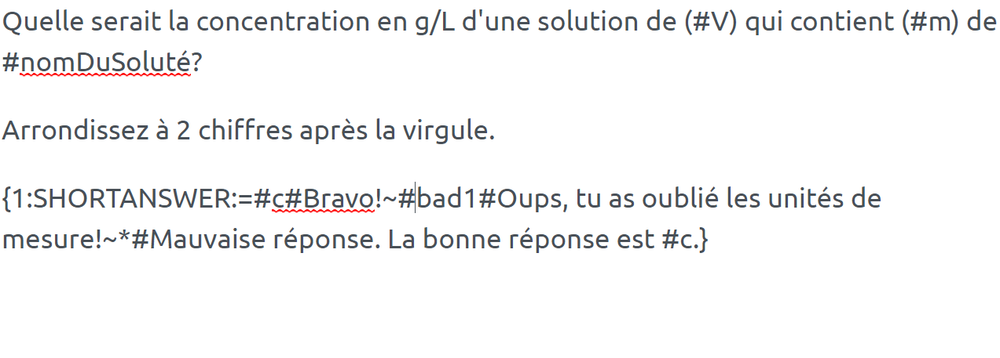 Quelle serait la concentration en g/L d'une solution de (#V) qui contient (#m) de
#nomDuSoluté?
Arrondissez à 2 chiffres après la virgule.
{1:SHORTANSWER:=#c#Bravo!~#bad1#Oups, tu as oublié les unités de
mesure!~*#Mauvaise réponse. La bonne réponse est #c.}